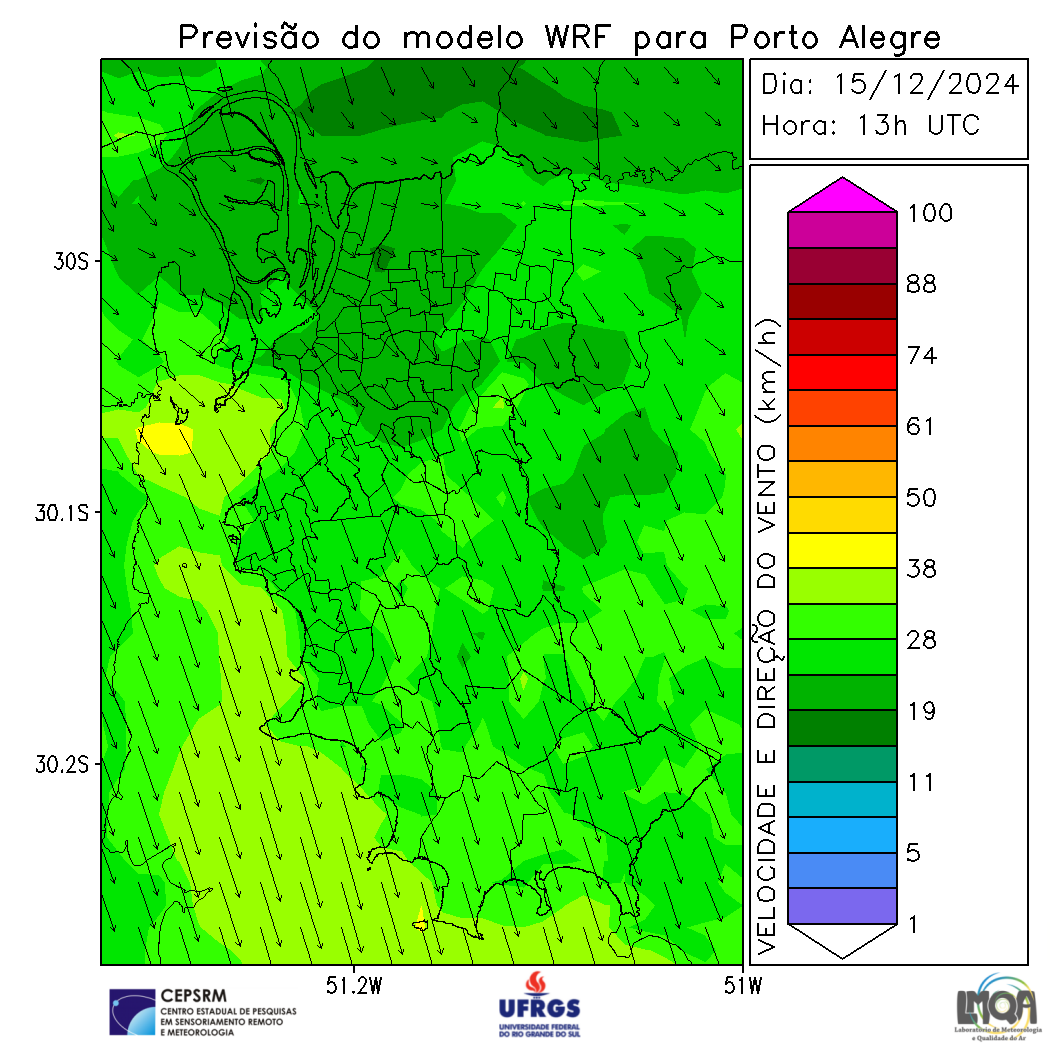 Previsão do modelo WRF para Porto Alegre
Dia: 15/12/2024
Hora: 13h UTC
30S
30.1S
30.2S
51.2W
51W
VELOCIDADE E DIREÇÃO DO VENTO (km/h)
100
88
74
61
50
38
28
19
11
5
1
CEPSRM
CENTRO ESTADUAL DE PESQUISAS
EM SENSORIAMENTO REMOTO
E METEOROLOGIA
UFRGS
UNIVERSIDADE FEDERAL
DO RIO GRANDE DO SUL
LMQA
Laboratório de Meteorologia
e Qualidade do Ar